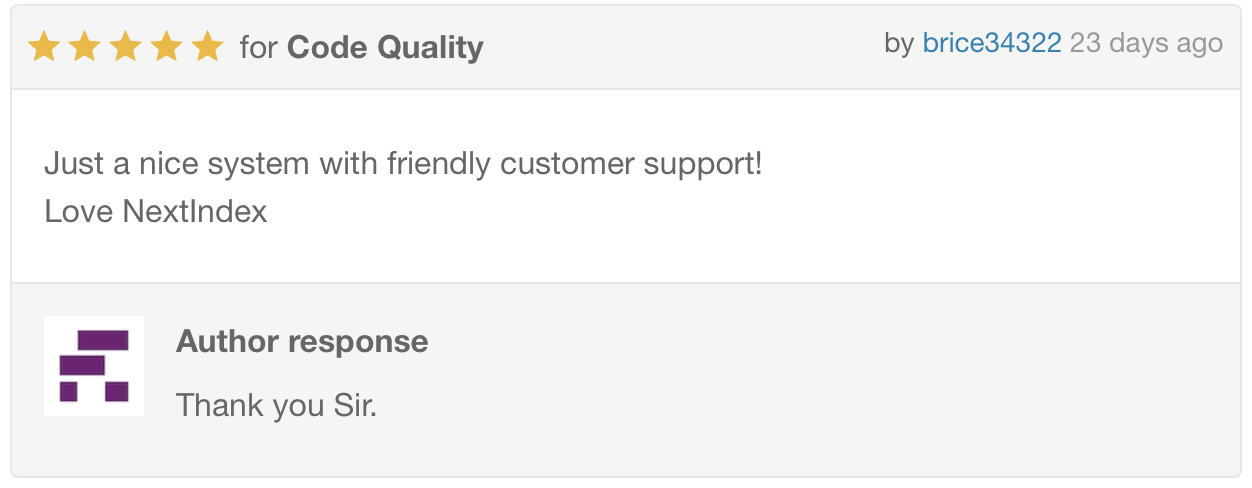 for Code Quality
by brice34322 23 days ago
Just a nice system with friendly customer support!
Love NextIndex
Author response
Thank you Sir.